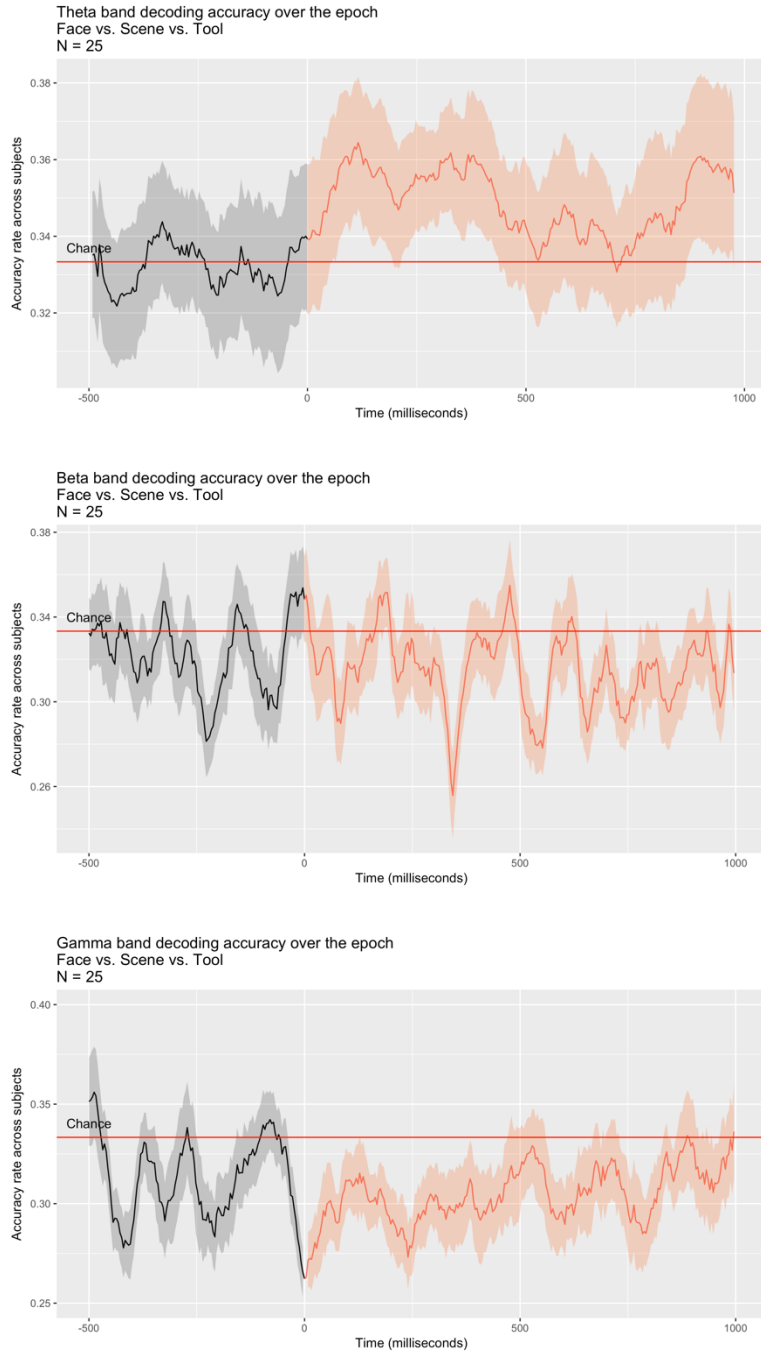 Theta band decoding accuracy over the epoch
Face vs. Scene vs. Tool
N = 25
Accuracy rate across subjects
0.38
0.36
0.34
0.32
Chance
-500
0
500
1000
Time (milliseconds)
Beta band decoding accuracy over the epoch
Face vs. Scene vs. Tool
N = 25
Accuracy rate across subjects
0.38
0.34
0.30
0.26
Chance
-500
0
500
1000
Time (milliseconds)
Gamma band decoding accuracy over the epoch
Face vs. Scene vs. Tool
N = 25
Accuracy rate across subjects
0.40
0.35
0.30
0.25
Chance
-500
0
500
1000
Time (milliseconds)